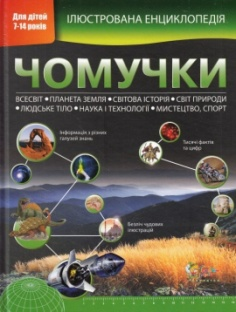 Для дітей
7-14 років
ІЛЮСТРОВАНА ЕНЦИКЛОПЕДІЯ
ЧОМУЧКИ
ВСЕСВІТ • ПЛАНЕТА ЗЕМЛЯ • СВІТОВА ІСТОРІЯ • СВІТ ПРИРОДИ
• ЛЮДСЬКЕ ТІЛО • НАУКА І ТЕХНОЛОГІЇ • МИСТЕЦТВО, СПОРТ
Інформація з різних
галузей знань
Тисячі фактів
та цифр
Безліч чудових
ілюстрацій